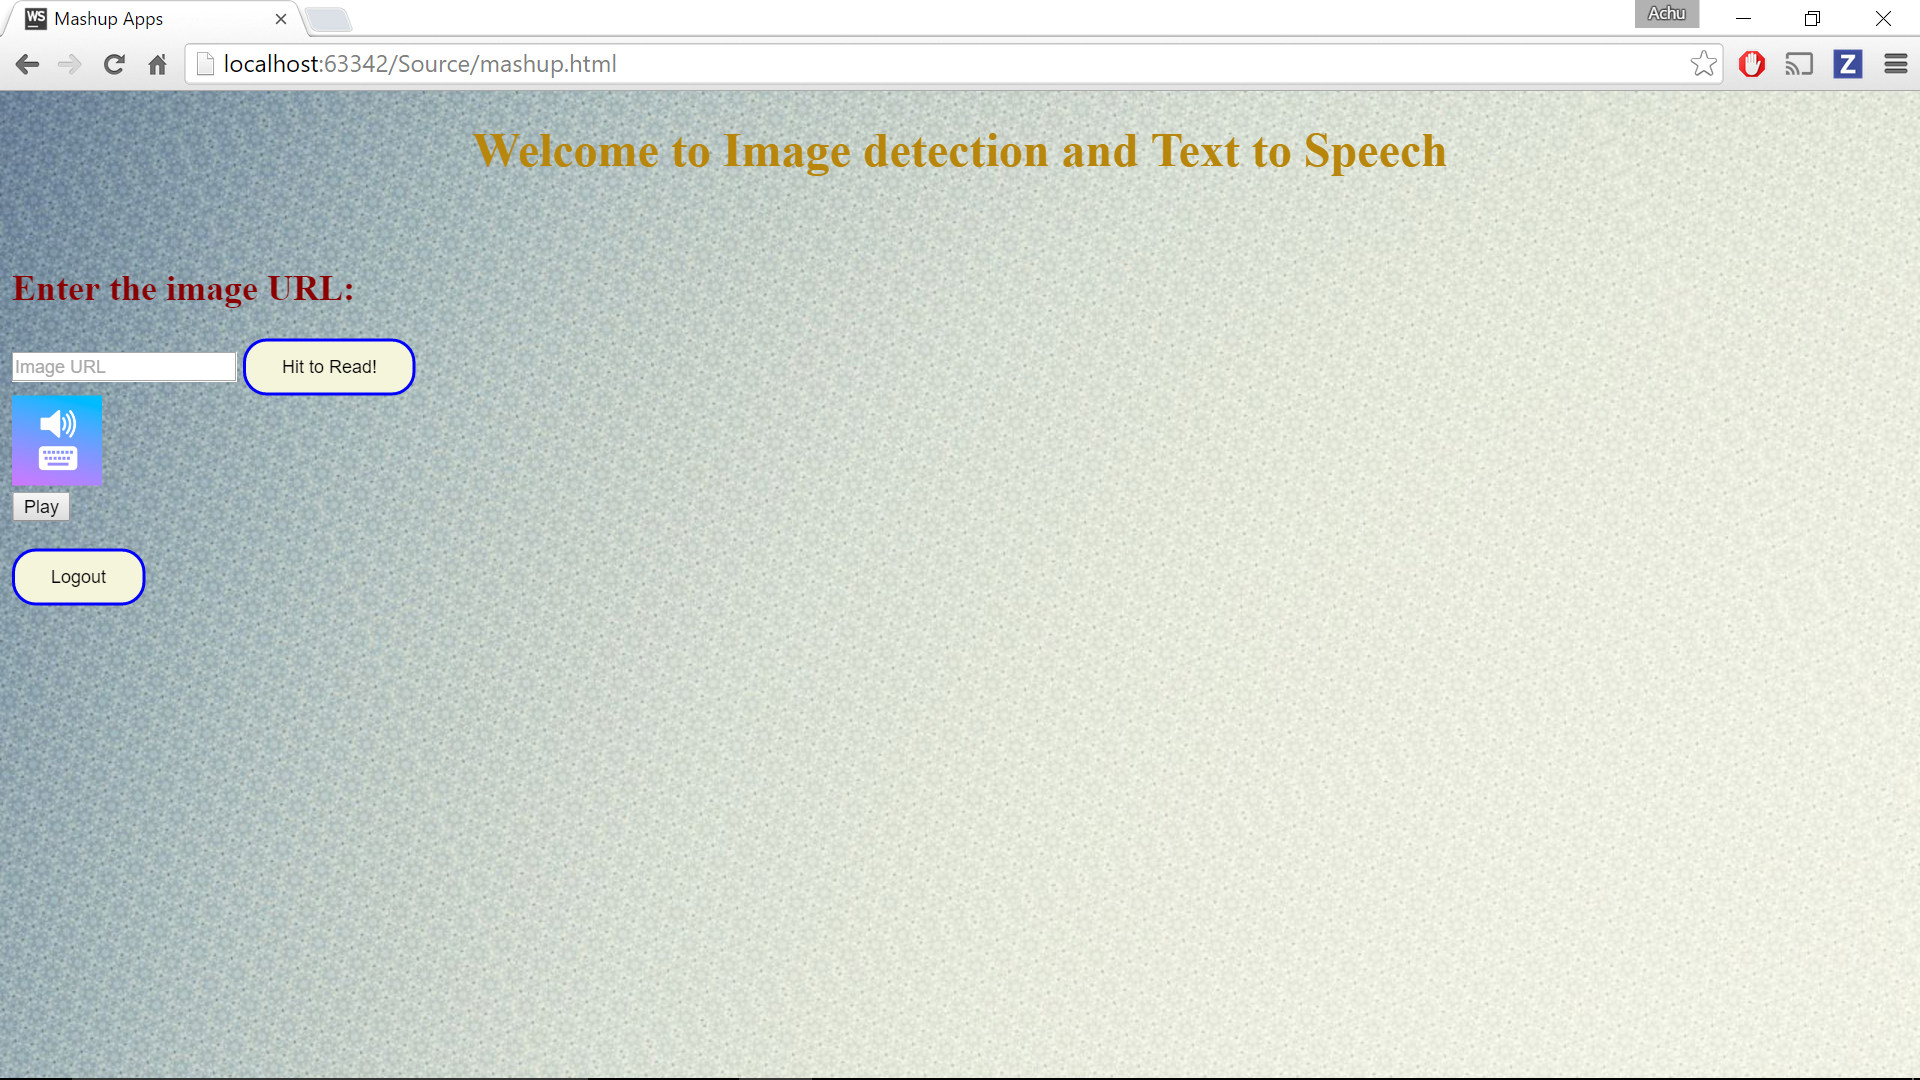 WS Mashup Apps
Achu
localhost:63342/Source/mashup.html
Z
Welcome to Image detection and Text to Speech
Enter the image URL:
Image URL
Hit to Read!
Play
Logout